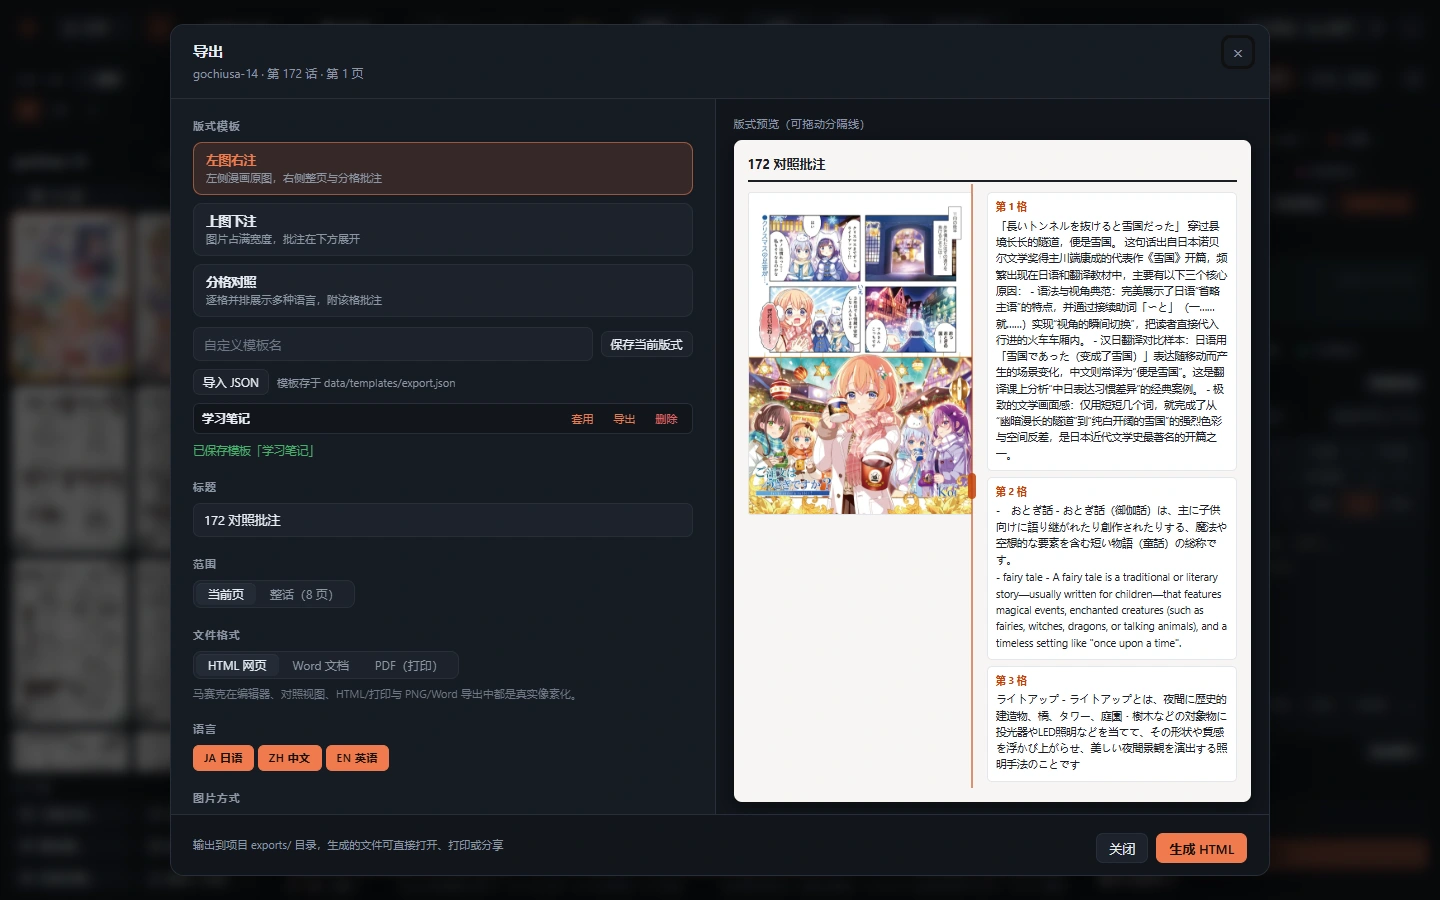 导出
gochiusa-14 · 第 172 话 · 第 1 页
×
版式模板
左图右注
左侧漫画原图，右侧整页与分格批注
上图下注
图片占满宽度，批注在下方展开
分格对照
逐格并排展示多种语言，附该格批注
自定义模板名
保存当前版式
导入 JSON
模板存于 data/templates/export.json
学习笔记
套用
导出
删除
已保存模板「学习笔记」
标题
172 对照批注
范围
当前页
整话（8 页）
文件格式
HTML 网页
Word 文档
PDF（打印）
马赛克在编辑器、对照视图、HTML/打印与 PNG/Word 导出中都是真实像素化。
语言
JA 日语
ZH 中文
EN 英语
图片方式
输出到项目 exports/ 目录，生成的文件可直接打开、打印或分享
版式预览（可拖动分隔线）
172 对照批注
ご注文は
Koi
第 1 格
「長いトンネルを抜けると雪国だった」 穿过县
境长长的隧道，便是雪国。 这句话出自日本诺贝
尔文学奖得主川端康成的代表作《雪国》开篇，频
繁出现在日语和翻译教材中，主要有以下三个核心
原因： - 语法与视角典范：完美展示了日语“省略
主语”的特点，并通过接续助词「～と」（一……
就……）实现“视角的瞬间切换”，把读者直接代入
行进的火车车厢内。 - 汉日翻译对比样本：日语用
「雪国であった（变成了雪国）」表达随移动而产
生的场景变化，中文则常译为“便是雪国”。这是翻
译课上分析“中日表达习惯差异”的经典案例。 - 极
致的文学画面感：仅用短短几个词，就完成了从
“幽暗漫长的隧道”到“纯白开阔的雪国”的强烈色彩
与空间反差，是日本近代文学史最著名的开篇之
一。
第 2 格
- おとぎ話 - おとぎ話（御伽話）は、主に子供
向けに語り継がれたり創作されたりする、魔法や
空想的な要素を含む短い物語（童話）の総称で
す。
- fairy tale - A fairy tale is a traditional or literary
story—usually written for children—that features
magical events, enchanted creatures (such as
fairies, witches, dragons, or talking animals), and a
timeless setting like "once upon a time".
第 3 格
ライトアップ - ライトアップとは、夜間に歴史的
建造物、橋、タワー、庭園・樹木などの対象物に
投光器やLED照明などを当てて、その形状や質感
を浮かび上がらせ、美しい夜間景観を演出する照
明手法のことです
关闭
生成 HTML